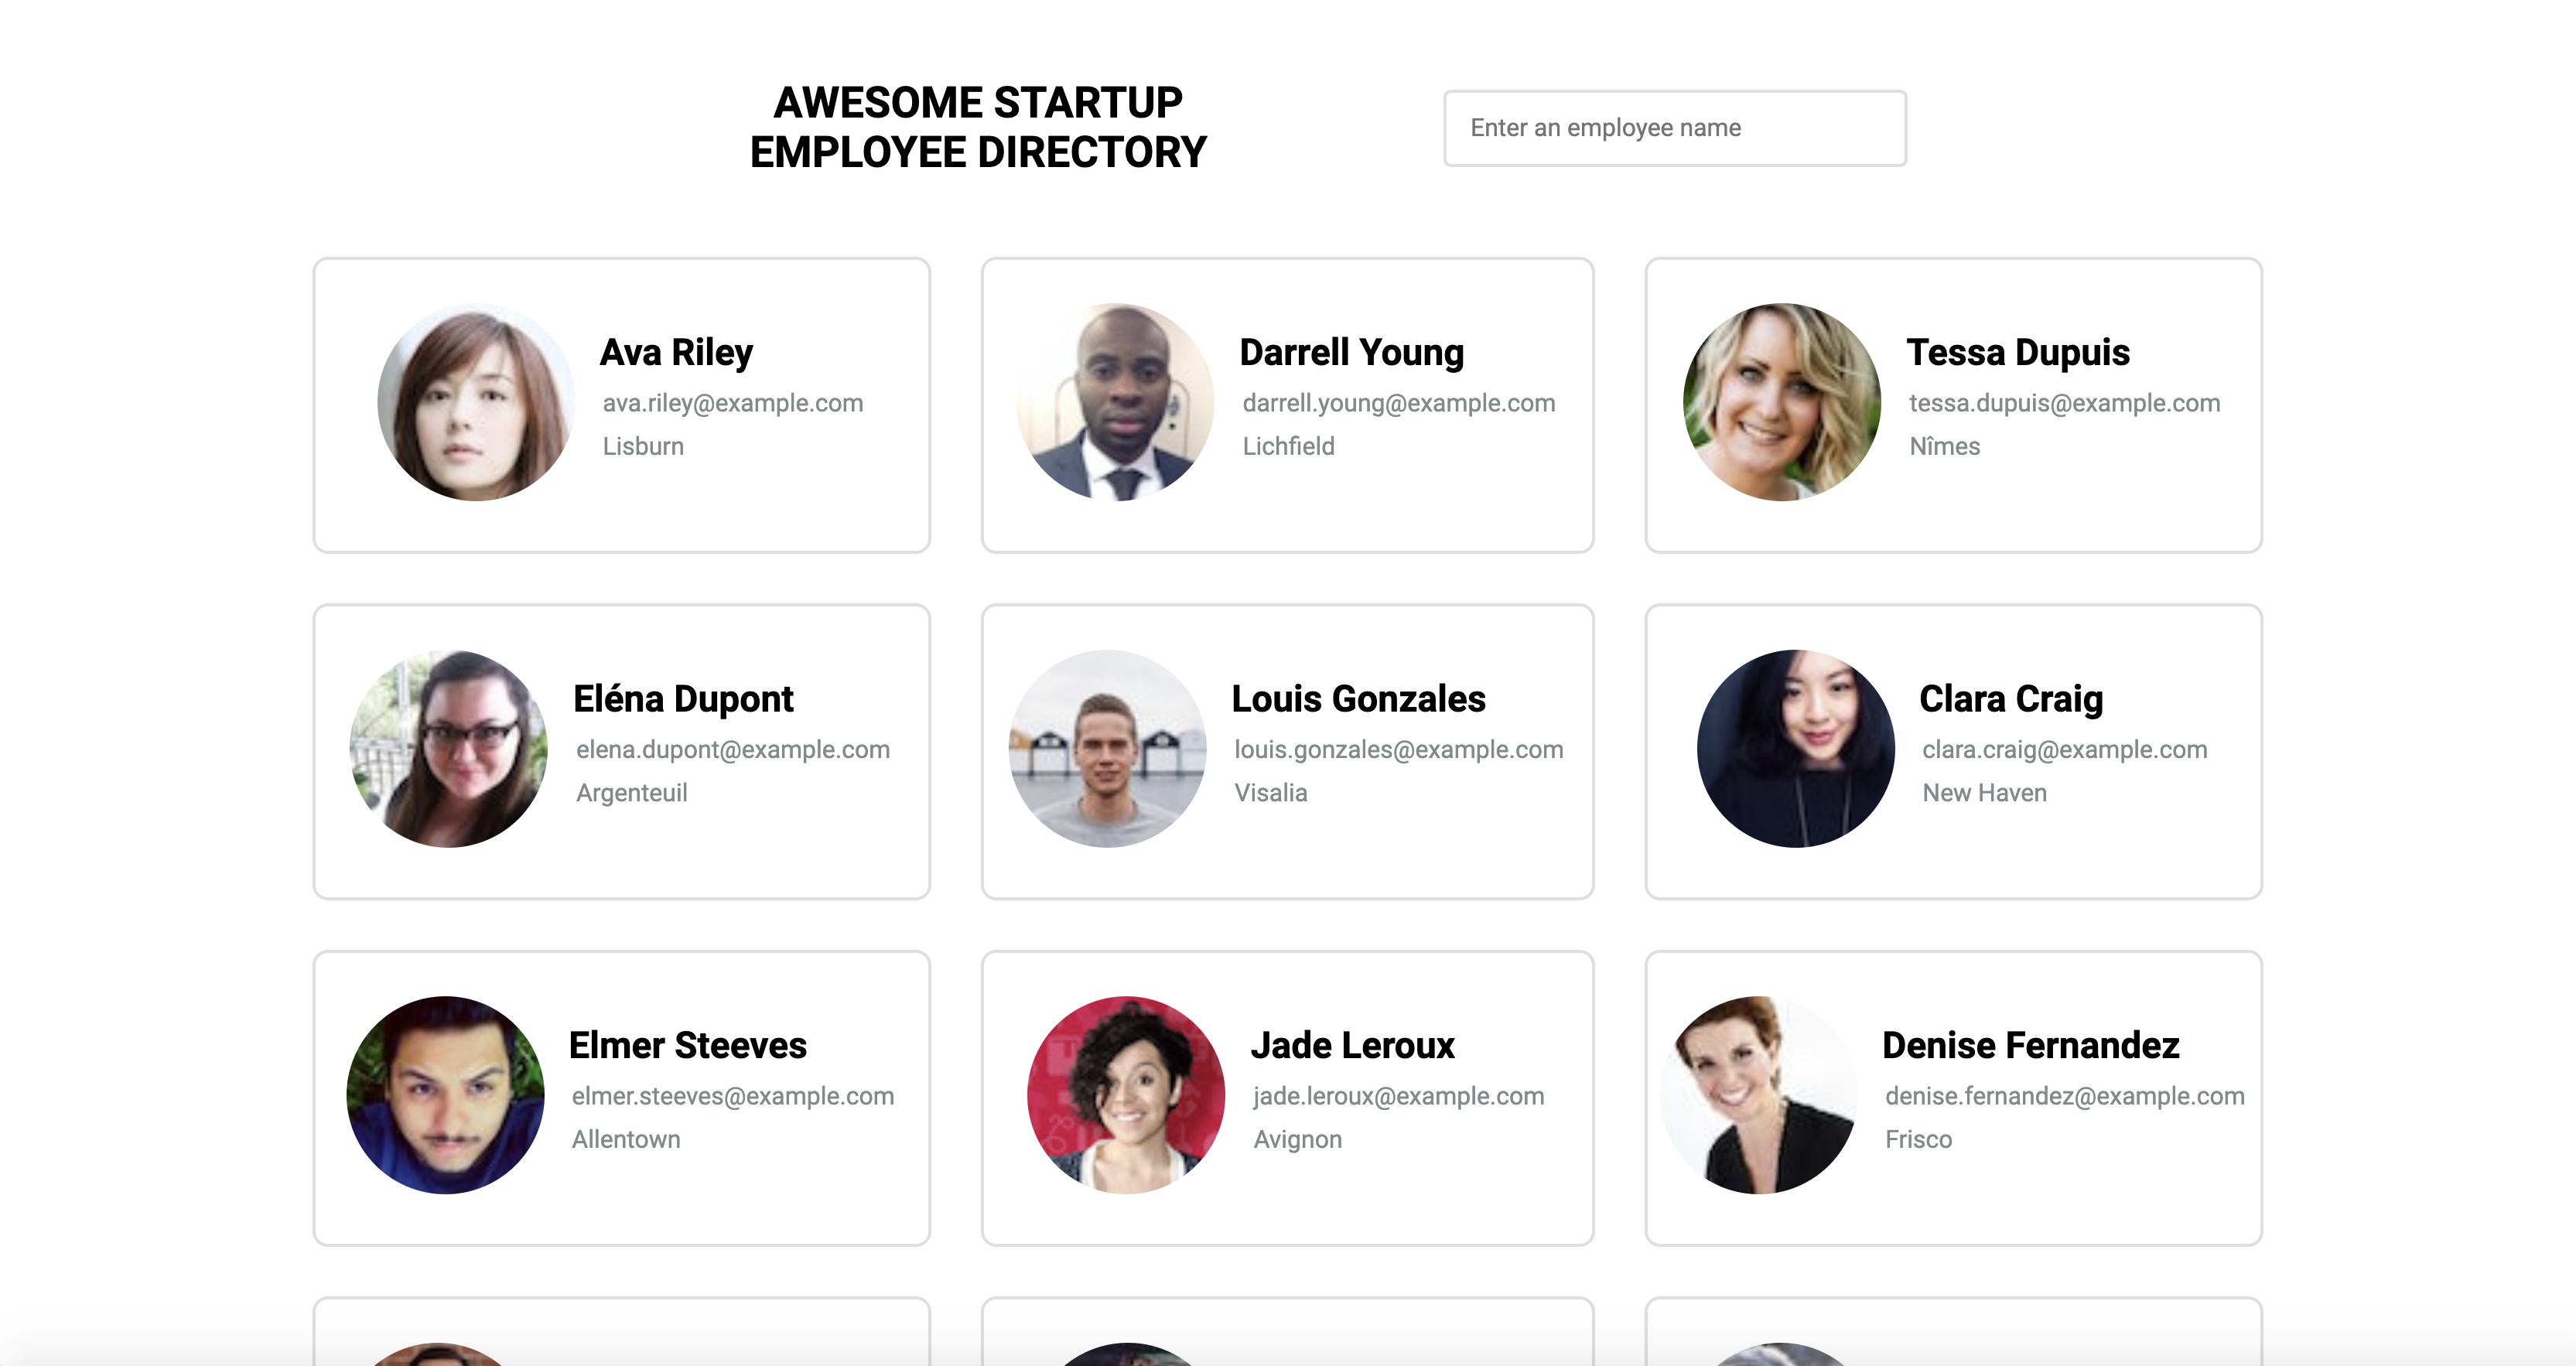 AWESOME STARTUP
EMPLOYEE DIRECTORY
Enter an employee name
Ava Riley
ava.riley@example.com
Lisburn
Darrell Young
darrell.young@example.com
Lichfield
Tessa Dupuis
tessa.dupuis@example.com
Nîmes
Eléna Dupont
elena.dupont@example.com
Argenteuil
Louis Gonzales
louis.gonzales@example.com
Visalia
Clara Craig
clara.craig@example.com
New Haven
Elmer Steeves
elmer.steeves@example.com
Allentown
Jade Leroux
jade.leroux@example.com
Avignon
Denise Fernandez
denise.fernandez@example.com
Frisco